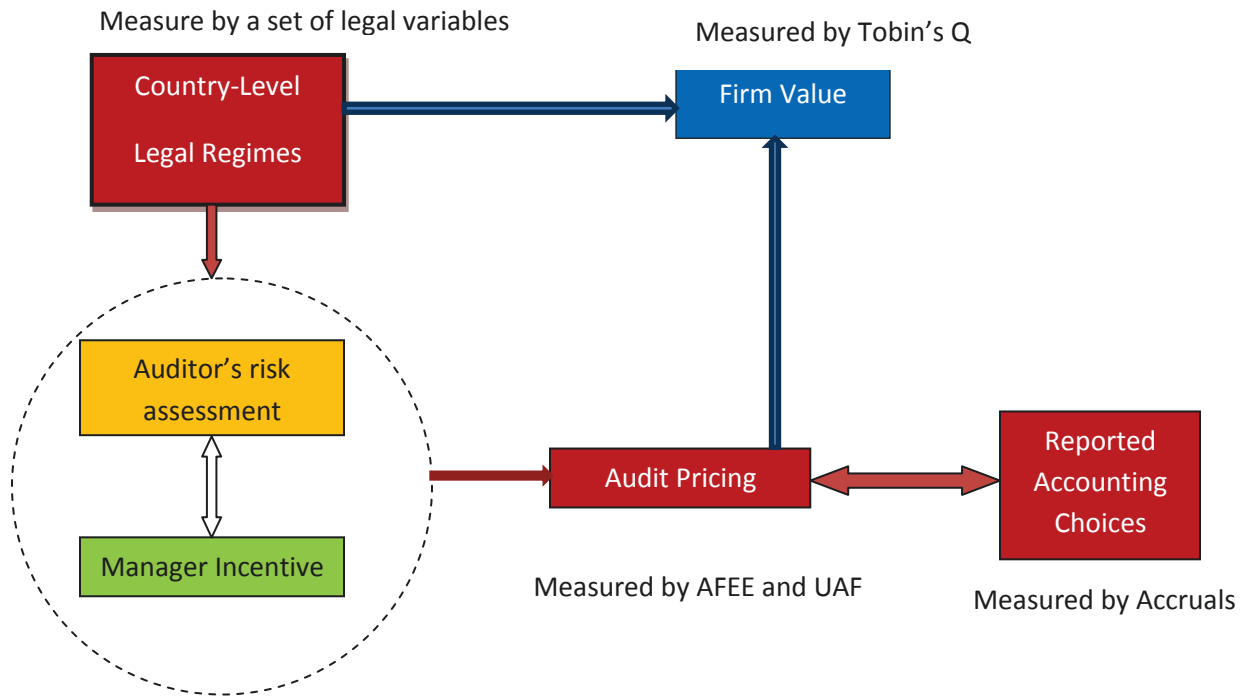 Measure by a set of legal variables
Measured by Tobin's Q
Country-Level
Legal Regimes
Firm Value
Auditor's risk
assessment
Manager Incentive
Audit Pricing
Reported
Accounting
Choices
Measured by AFEE and UAF
Measured by Accruals